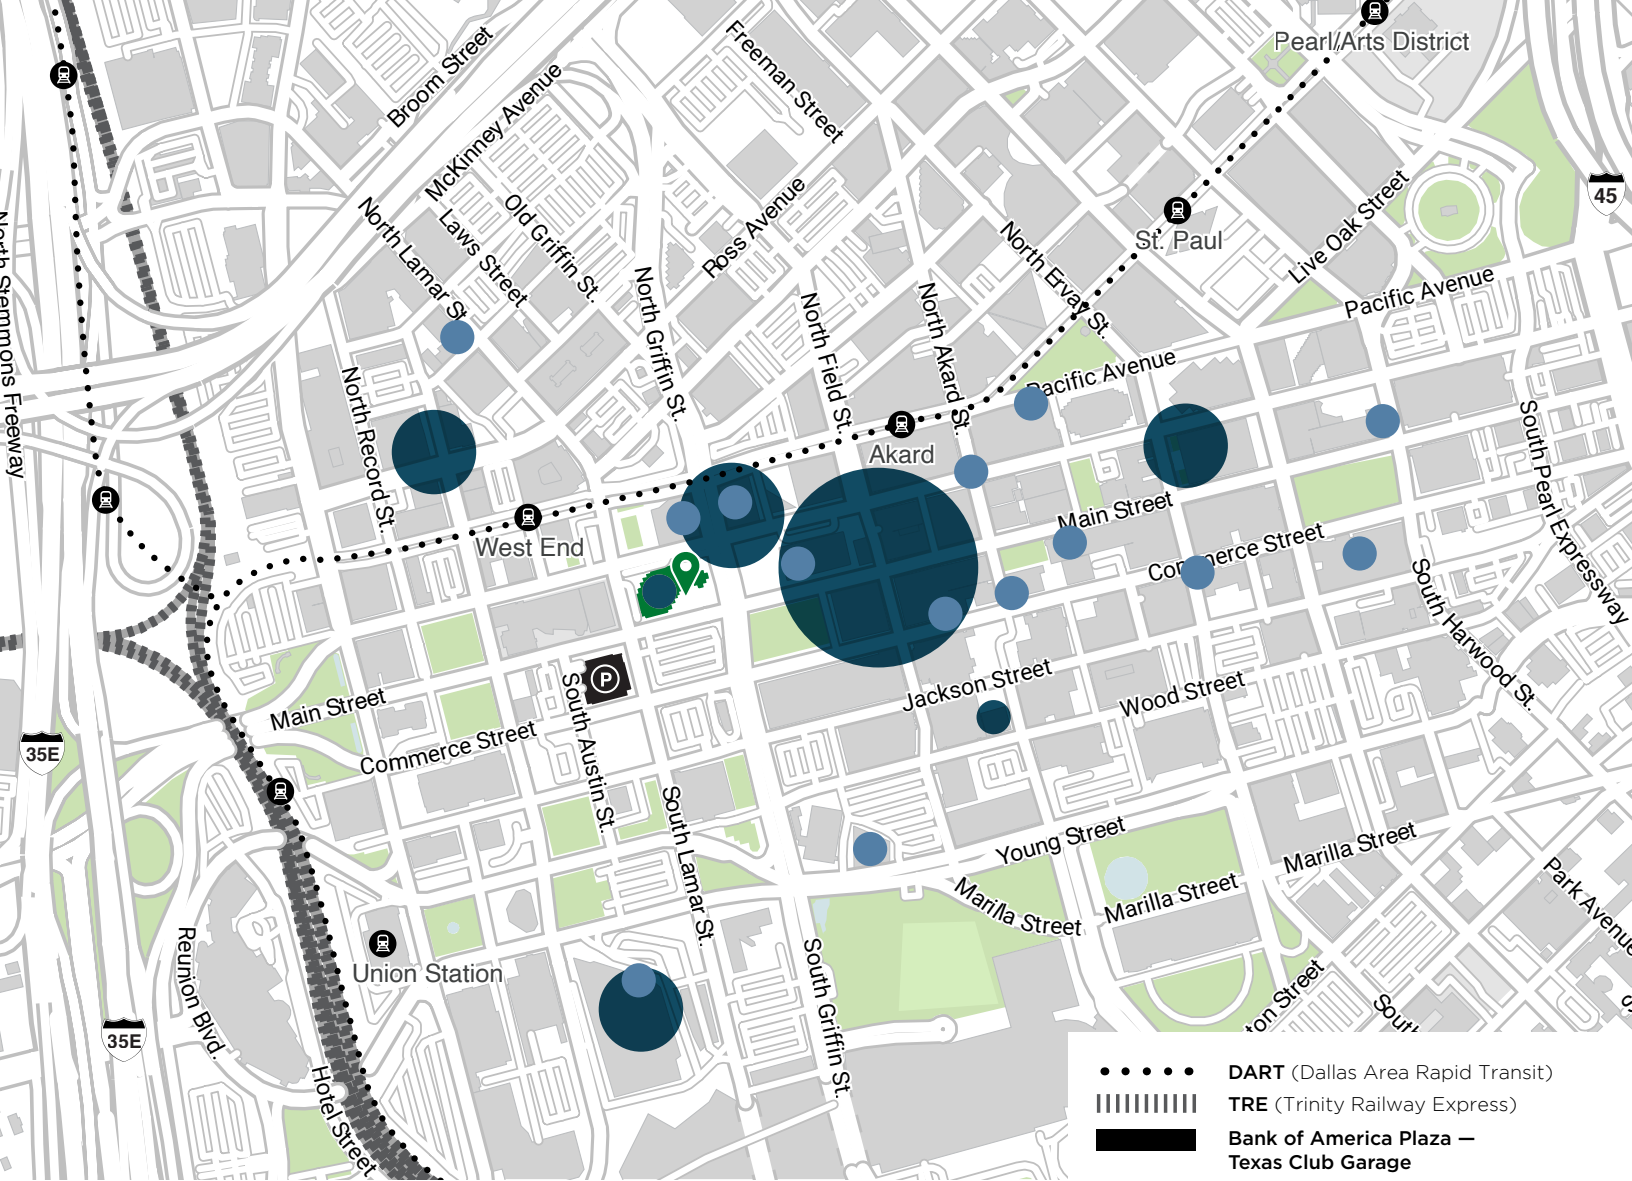 Pearl/Arts District
Broom Street
Freeman Street
McKinney Avenue
45
North Lamar St.
Laws Street
Old Griffin St.
Ross Avenue
St. Paul
Live Oak Street
North Ervay St.
Pacific Avenue
North Stemmons Freeway
North Griffin St.
North Field St.
North Akard St.
Pacific Avenue
North Record St.
Akard
South Pearl Expressway
Main Street
West End
Commerce Street
South Harwood St.
P
Jackson Street
Wood Street
Main Street
South Austin St.
35E
Commerce Street
South Lamar St.
Young Street
Marilla Street
Marilla Street
Marilla Street
Park Avenue
Reunion Blvd.
Union Station
South Griffin St.
ton Street
South
35E
Hotel Street
DART (Dallas Area Rapid Transit)
TRE (Trinity Railway Express)
Bank of America Plaza —
Texas Club Garage